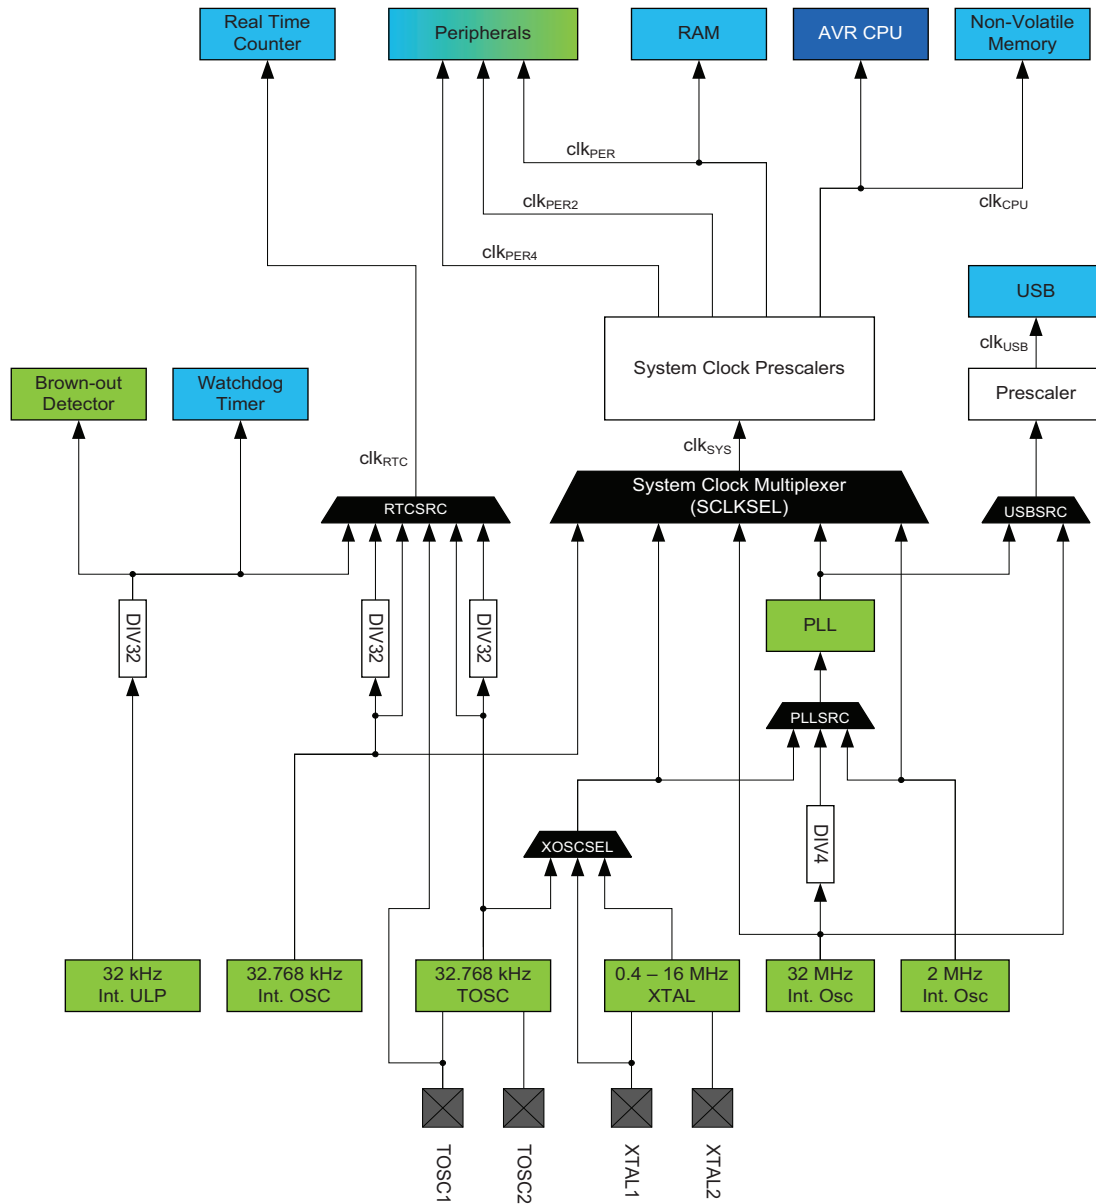 Real Time
Counter
Peripherals
RAM
AVR CPU
Non-Volatile
Memory
clkPER
clkPER2
clkCPU
clkPER4
USB
clkUSB
System Clock Prescalers
Brown-out
Detector
Watchdog
Timer
Prescaler
clkRTC
clkSYS
System Clock Multiplexer
(SCLKSEL)
RTCSRC
USBSRC
DIV32
DIV32
DIV32
PLL
PLLSRC
XOSCSEL
DIV4
32 kHz
Int. ULP
32.768 kHz
Int. OSC
32.768 kHz
TOSC
0.4 – 16 MHz
XTAL
32 MHz
Int. Osc
2 MHz
Int. Osc
TOSC1
TOSC2
XTAL1
XTAL2